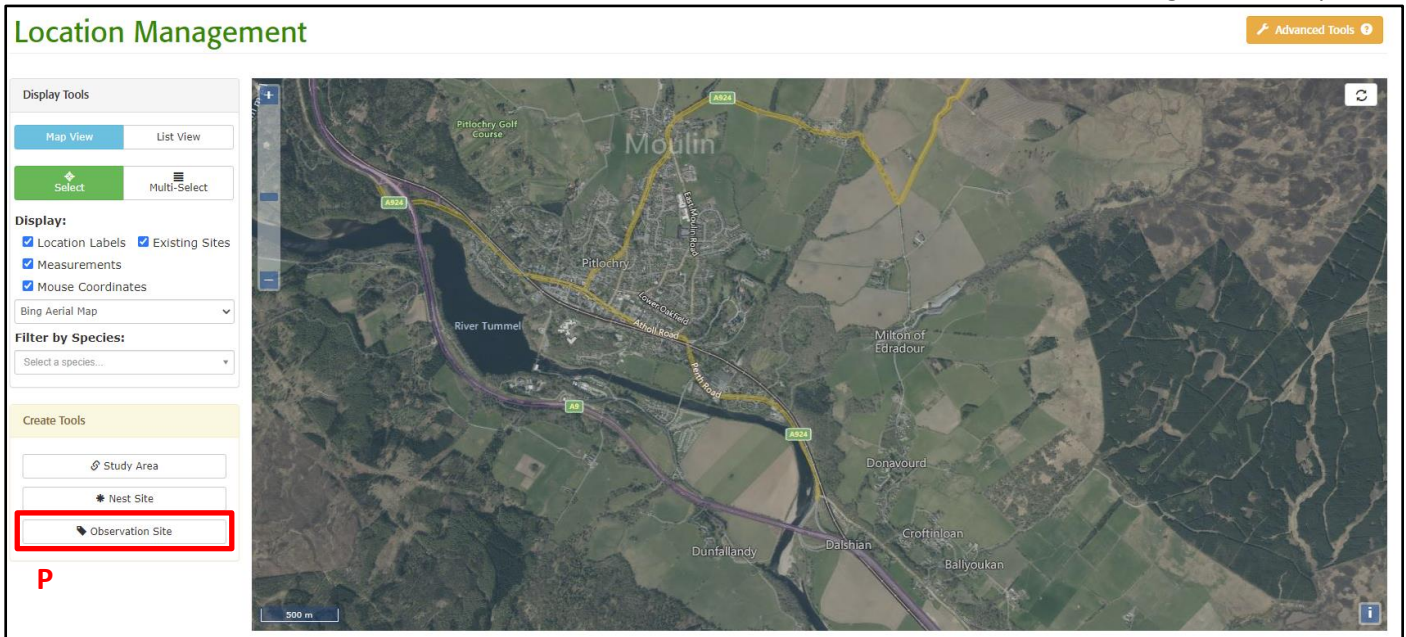 Location Management
Advanced Tools ?
Display Tools
Map View List View
Select Multi-Select
Display:
Location Labels Existing Sites
Measurements
Mouse Coordinates
Bing Aerial Map
Filter by Species:
Select a species...
Create Tools
Study Area
Nest Site
Observation Site
P
+
A924
Pitlochry Golf
Course
Moulin
A924
East Moulin Road
Pitlochry
Lower Oakfield
River Tummel
Atholl Road
Milton of
Edradour
Perth Road
A9
A924
Donavourd
Croftinloan
Dunfallandy
Dalshian
Ballyoukan
500 m
i